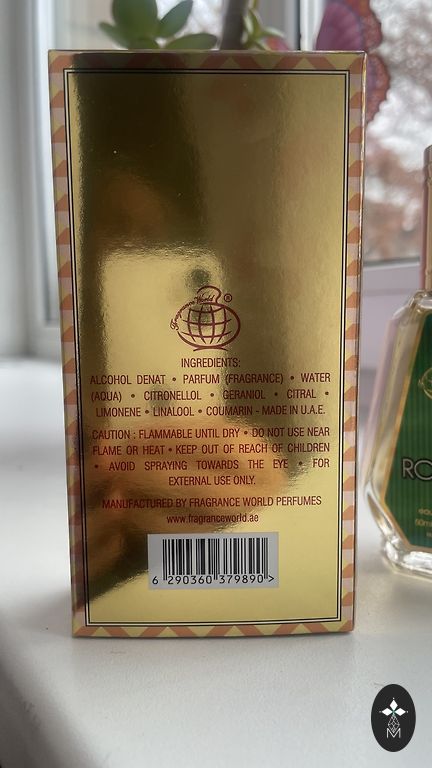 Fragrance World ®
INGREDIENTS:
ALCOHOL DENAT • PARFUM (FRAGRANCE) • WATER
(AQUA) • CITRONELLOL • GERANIOL • CITRAL •
LIMONENE • LINALOOL • COUMARIN - MADE IN U.A.E.
CAUTION : FLAMMABLE UNTIL DRY • DO NOT USE NEAR
FLAME OR HEAT • KEEP OUT OF REACH OF CHILDREN
• AVOID SPRAYING TOWARDS THE EYE • FOR
EXTERNAL USE ONLY.
MANUFACTURED BY FRAGRANCE WORLD PERFUMES
www.fragranceworld.ae
6 290360 379890 >
RO
eau
M